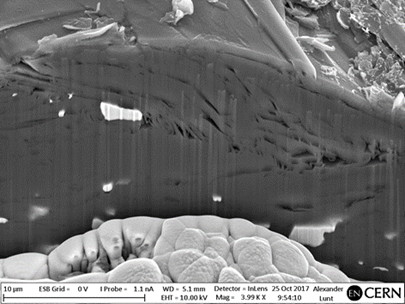 10 µm ESB Grid = 0 V I Probe = 1.1 nA WD = 5.1 mm Detector = InLens 25 Oct 2017 Alexander EN CERN
EHT = 10.00 kV Mag = 3.99 K X 9:54:10 Lunt